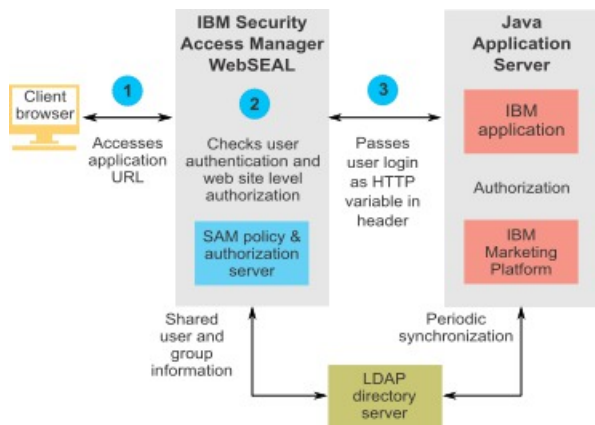 IBM Security
Access Manager
WebSEAL
Java
Application
Server
Client
browser
1
Accesses
application
URL
2
Checks user
authentication and
web site level
authorization
SAM policy &
authorization
server
3
Passes
user login
as HTTP
variable in
header
IBM
application
Authorization
IBM
Marketing
Platform
Shared
user and
group
information
Periodic
synchronization
LDAP
directory
server